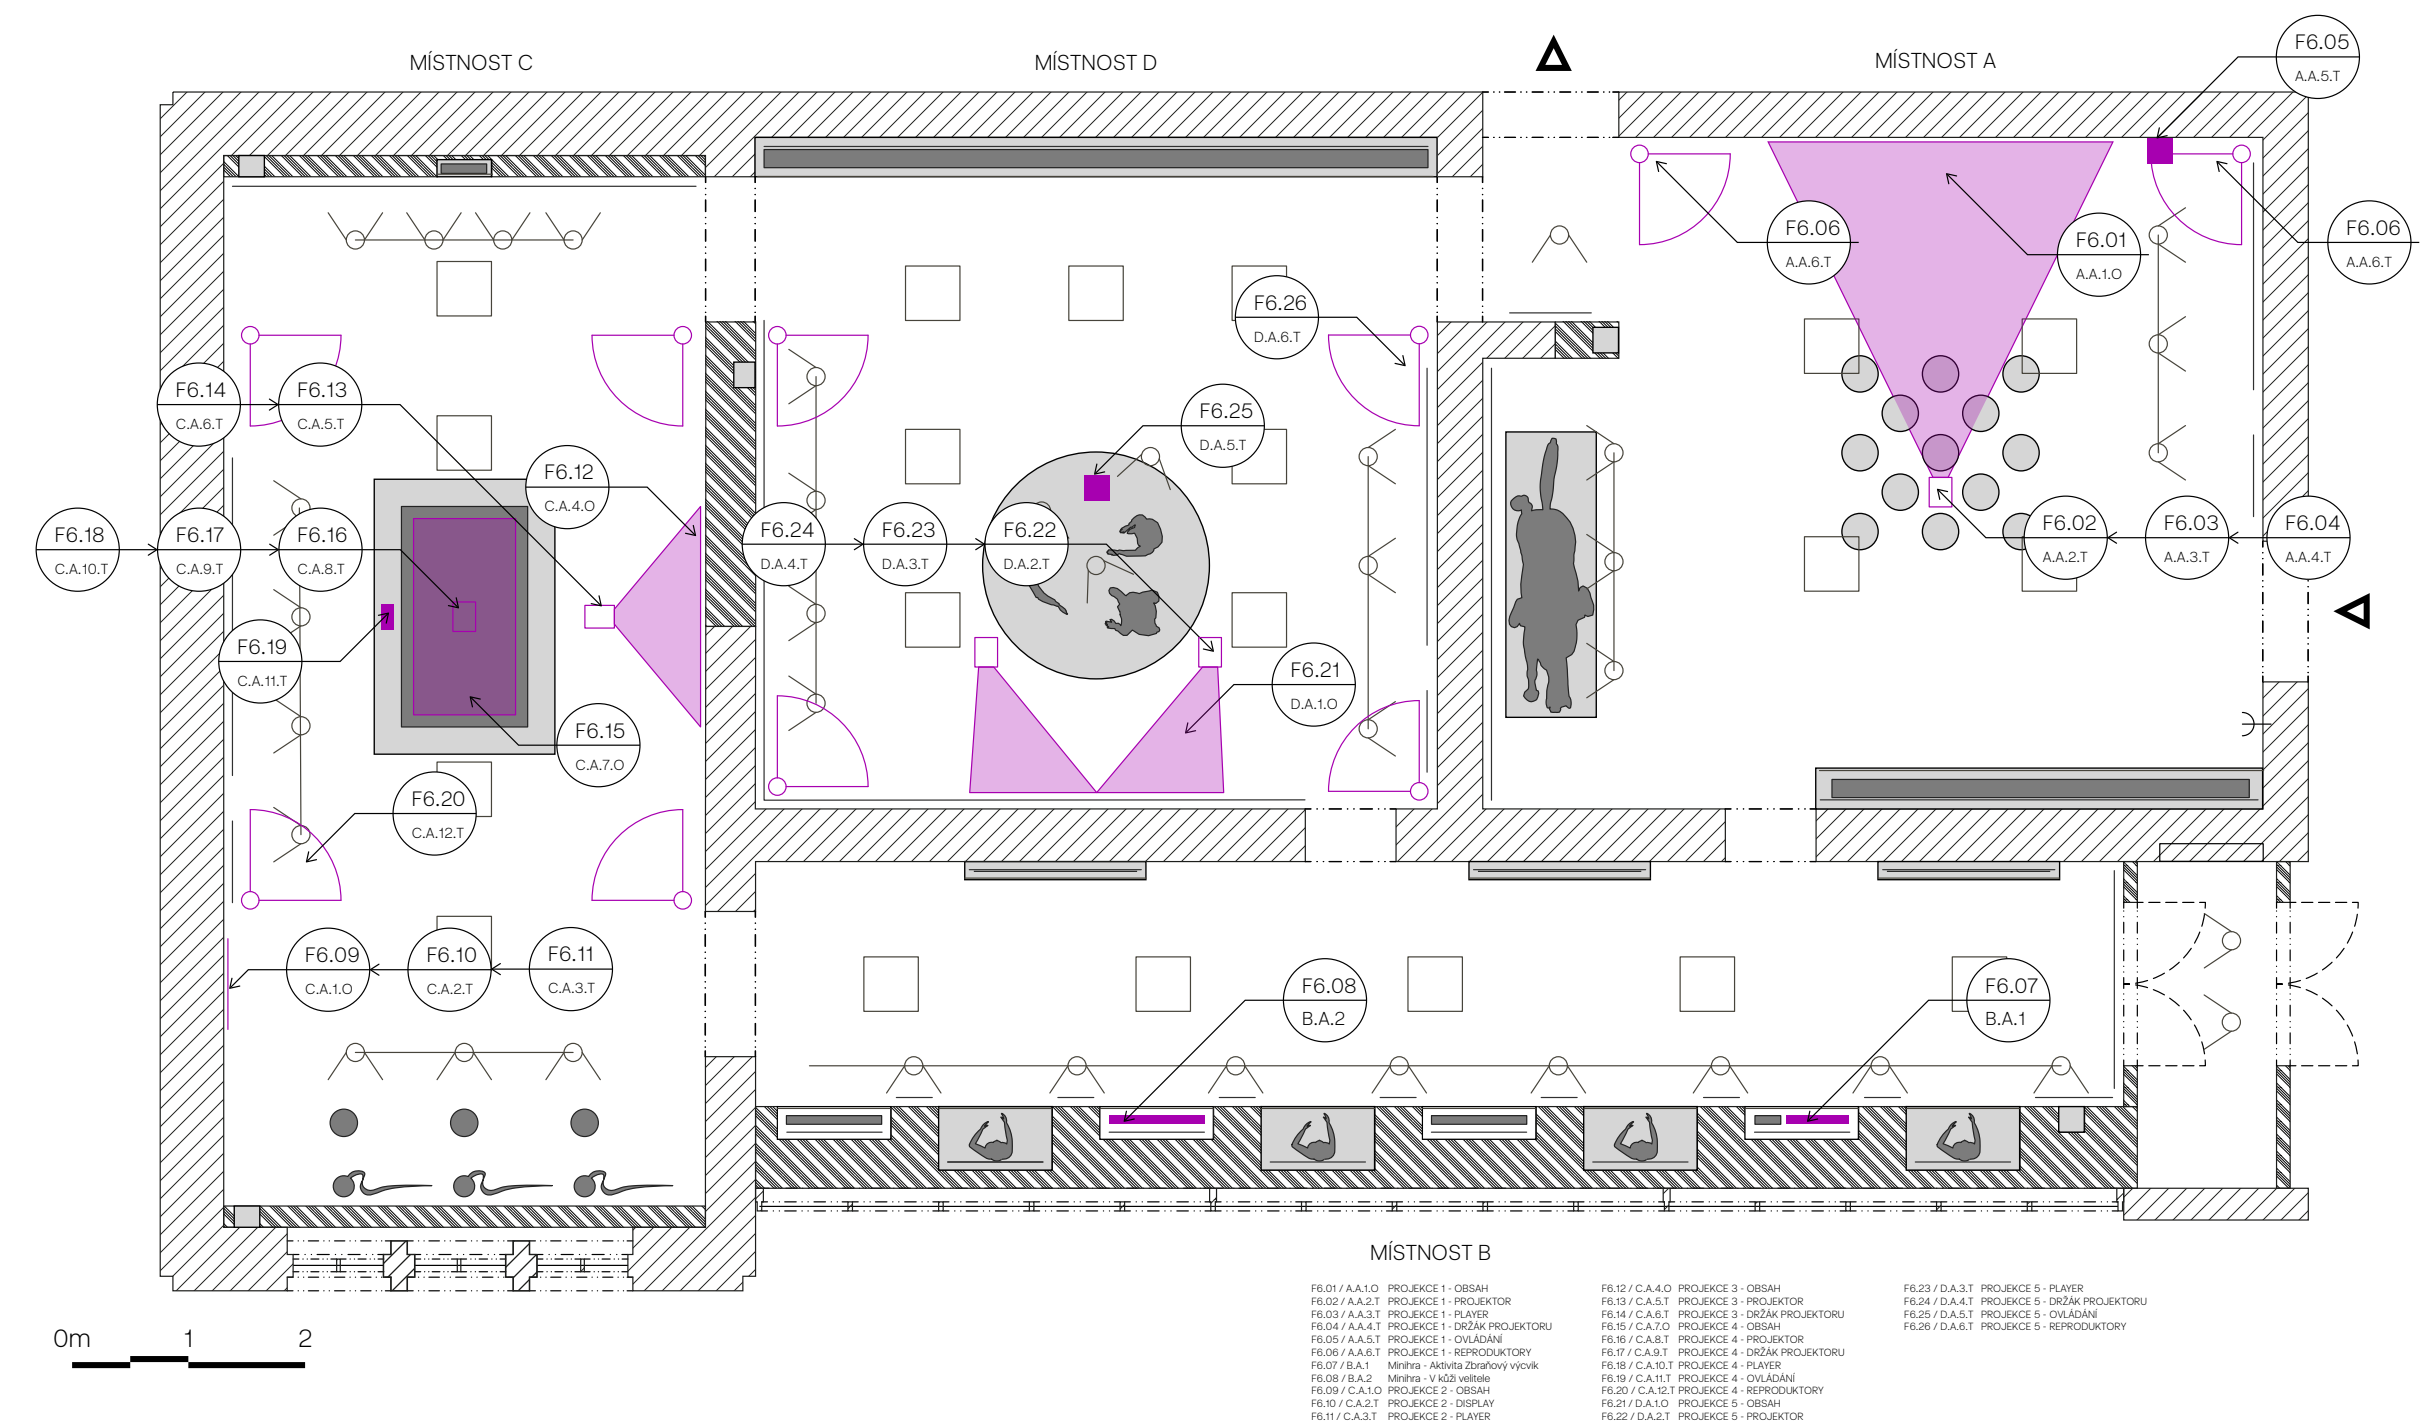 MÍSTNOST C
MÍSTNOST D
MÍSTNOST A
F6.05
A.A.5.T
F6.06
A.A.6.T
F6.01
A.A.1.O
F6.06
A.A.6.T
F6.26
D.A.6.T
F6.14
C.A.6.T
F6.13
C.A.5.T
F6.25
D.A.5.T
F6.12
C.A.4.O
F6.18
C.A.10.T
F6.17
C.A.9.T
F6.16
C.A.8.T
F6.24
D.A.4.T
F6.23
D.A.3.T
F6.22
D.A.2.T
F6.02
A.A.2.T
F6.03
A.A.3.T
F6.04
A.A.4.T
F6.19
C.A.11.T
F6.21
D.A.1.O
F6.15
C.A.7.O
F6.20
C.A.12.T
F6.09
C.A.1.O
F6.10
C.A.2.T
F6.11
C.A.3.T
F6.08
B.A.2
F6.07
B.A.1
MÍSTNOST B
0m 1 2
F6.01 / A.A.1.O PROJEKCE 1 - OBSAH
F6.02 / A.A.2.T PROJEKCE 1 - PROJEKTOR
F6.03 / A.A.3.T PROJEKCE 1 - PLAYER
F6.04 / A.A.4.T PROJEKCE 1 - DRŽÁK PROJEKTORU
F6.05 / A.A.5.T PROJEKCE 1 - OVLÁDÁNÍ
F6.06 / A.A.6.T PROJEKCE 1 - REPRODUKTORY
F6.07 / B.A.1 Minihra - Aktivita Zbraňový výcvik
F6.08 / B.A.2 Minihra - V kůži velitele
F6.09 / C.A.1.O PROJEKCE 2 - OBSAH
F6.10 / C.A.2.T PROJEKCE 2 - DISPLAY
F6.11 / C.A.3.T PROJEKCE 2 - PLAYER
F6.12 / C.A.4.O PROJEKCE 3 - OBSAH
F6.13 / C.A.5.T PROJEKCE 3 - PROJEKTOR
F6.14 / C.A.6.T PROJEKCE 3 - DRŽÁK PROJEKTORU
F6.15 / C.A.7.O PROJEKCE 4 - OBSAH
F6.16 / C.A.8.T PROJEKCE 4 - PROJEKTOR
F6.17 / C.A.9.T PROJEKCE 4 - DRŽÁK PROJEKTORU
F6.18 / C.A.10.T PROJEKCE 4 - PLAYER
F6.19 / C.A.11.T PROJEKCE 4 - OVLÁDÁNÍ
F6.20 / C.A.12.T PROJEKCE 4 - REPRODUKTORY
F6.21 / D.A.1.O PROJEKCE 5 - OBSAH
F6.22 / D.A.2.T PROJEKCE 5 - PROJEKTOR
F6.23 / D.A.3.T PROJEKCE 5 - PLAYER
F6.24 / D.A.4.T PROJEKCE 5 - DRŽÁK PROJEKTORU
F6.25 / D.A.5.T PROJEKCE 5 - OVLÁDÁNÍ
F6.26 / D.A.6.T PROJEKCE 5 - REPRODUKTORY